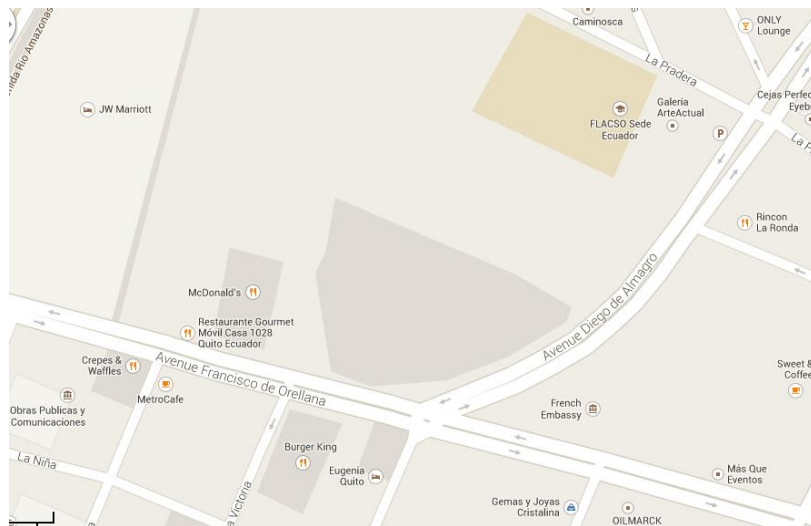 Caminosca
ONLY
Lounge
La Pradera
Cejas Perfec
Eyeb
Galería
ArteActual
FLACSO Sede
Ecuador
P
La P
nida Rio Amazonas
JW Marriott
Rincon
La Ronda
Avenue Diego de Almagro
McDonald's
Restaurante Gourmet
Móvil Casa 1028
Quito Ecuador
Crepes &
Waffles
Avenue Francisco de Orellana
MetroCafe
Sweet &
Coffee
Obras Publicas y
Comunicaciones
French
Embassy
La Niña
Burger King
Eugenia
Quito
a Victoria
Más Que
Eventos
Gemas y Joyas
Cristalina
OILMARCK